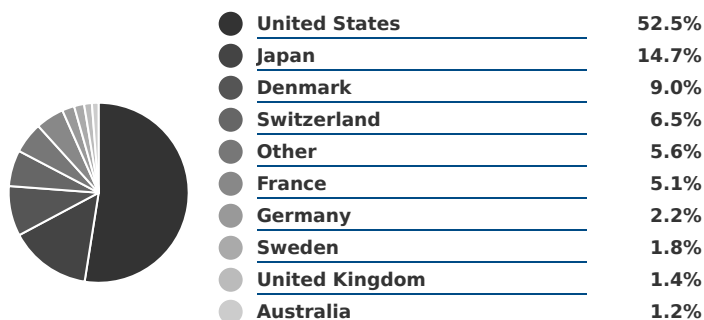 United States 52.5%
Japan 14.7%
Denmark 9.0%
Switzerland 6.5%
Other 5.6%
France 5.1%
Germany 2.2%
Sweden 1.8%
United Kingdom 1.4%
Australia 1.2%